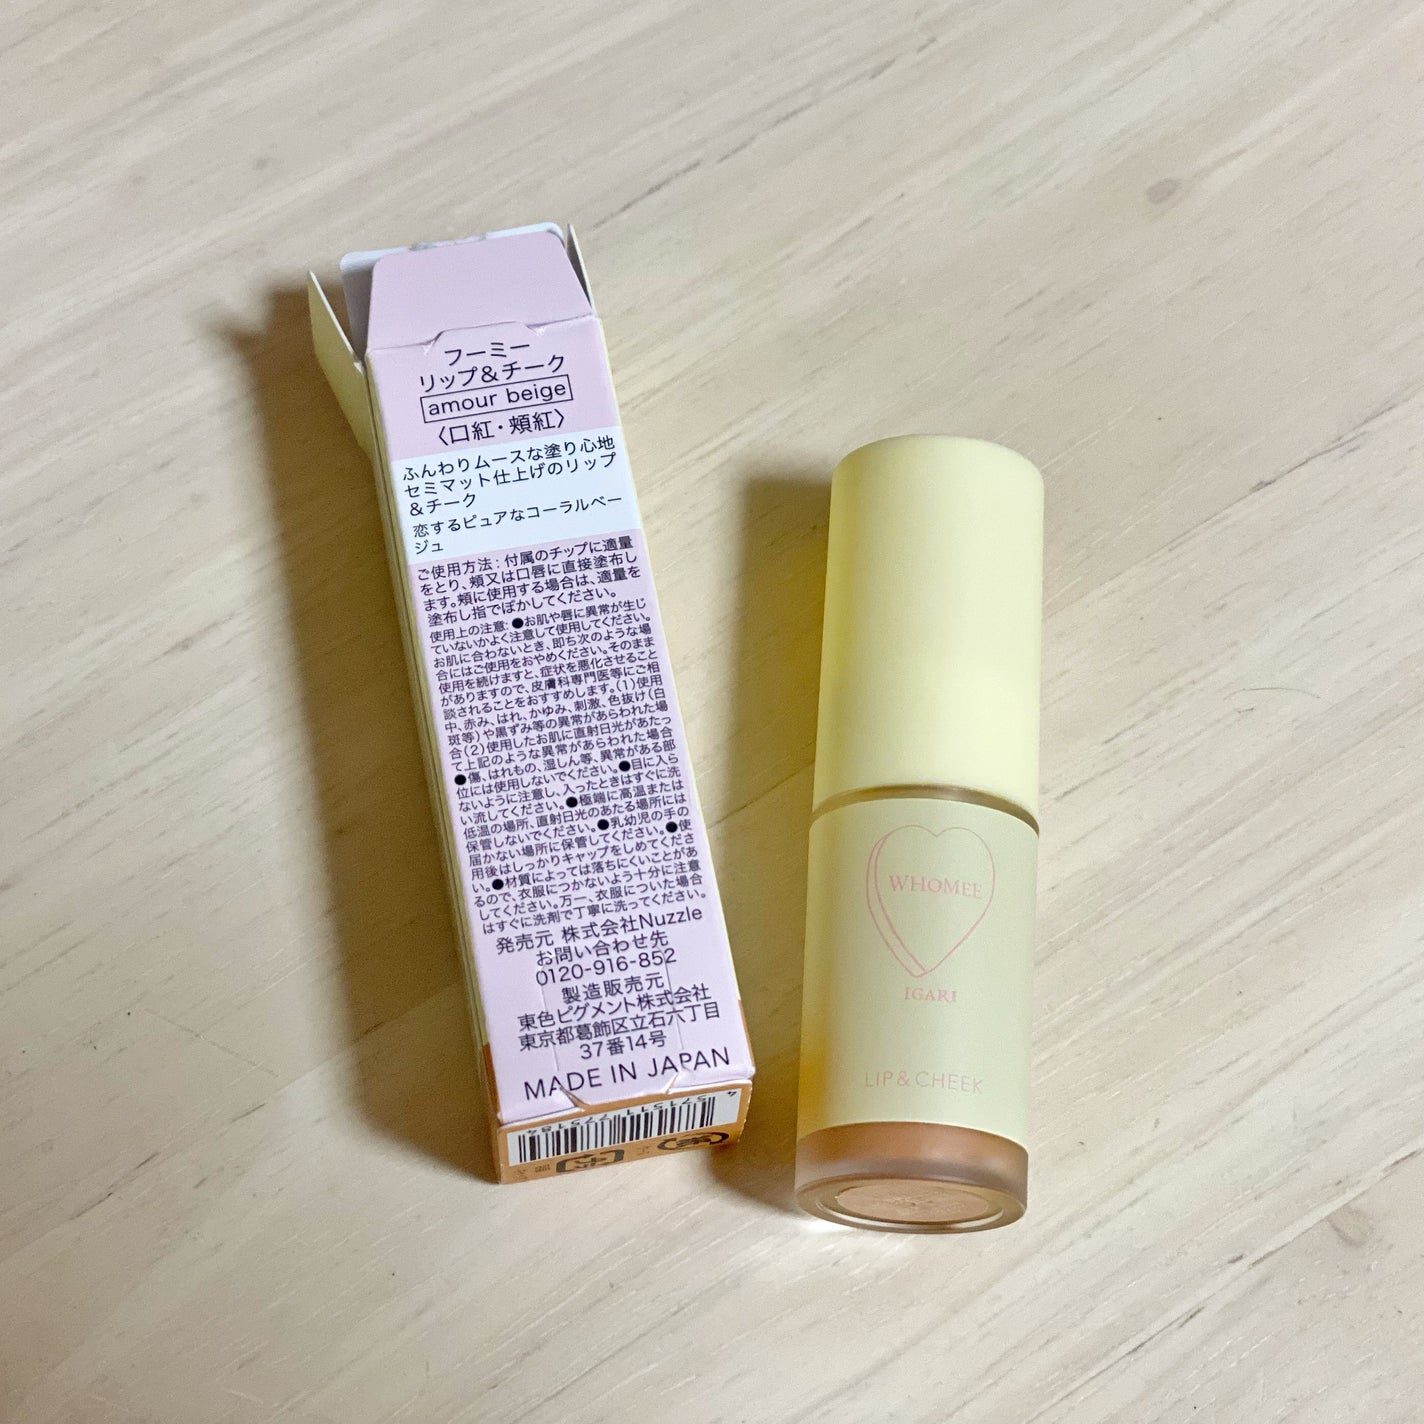 フーミー
リップ&チーク
amour beige
〈口紅・頬紅〉
ふんわりムースな塗り心地
セミマット仕上げのリップ
&チーク
恋するピュアなコーラルベー
ジュ
ご使用方法：付属のチップに適量
をとり、頬又は口唇に直接塗布し
ます。頬に使用する場合は、適量を
塗布し指でぼかしてください。
使用上の注意：●お肌や唇に異常が生じ
ていないかよく注意して使用してください。
お肌に合わないとき、即ち次のような場
合にはご使用をおやめください。そのまま
使用を続けますと、症状を悪化させること
がありますので、皮膚科専門医等にご相
談されることをおすすめします。(1)使用
中、赤み、はれ、かゆみ、刺激、色抜け(白
斑等)や黒ずみ等の異常があらわれた場
合(2)使用したお肌に直射日光があたっ
て上記のような異常があらわれた場合
●傷、はれもの、湿しん等、異常がある部
位には使用しないでください。●目に入ら
ないように注意し、入ったときはすぐに洗
い流してください。●極端に高温または
低温の場所、直射日光のあたる場所には
保管しないでください。●乳幼児の手の
届かない場所に保管してください。●使
用後はしっかりキャップをしめてくださ
い。●材質によっては落ちにくいことがあ
るので、衣服につかないよう十分に注意
してください。万一、衣服についた場合
はすぐに洗剤で丁寧に洗ってください。
発売元 株式会社Nuzzle
お問い合わせ先
0120-916-852
製造販売元
東色ピグメント株式会社
東京都葛飾区立石六丁目
37番14号
MADE IN JAPAN
4 571511 775184
WHOMEE
IGARI
LIP&CHEEK